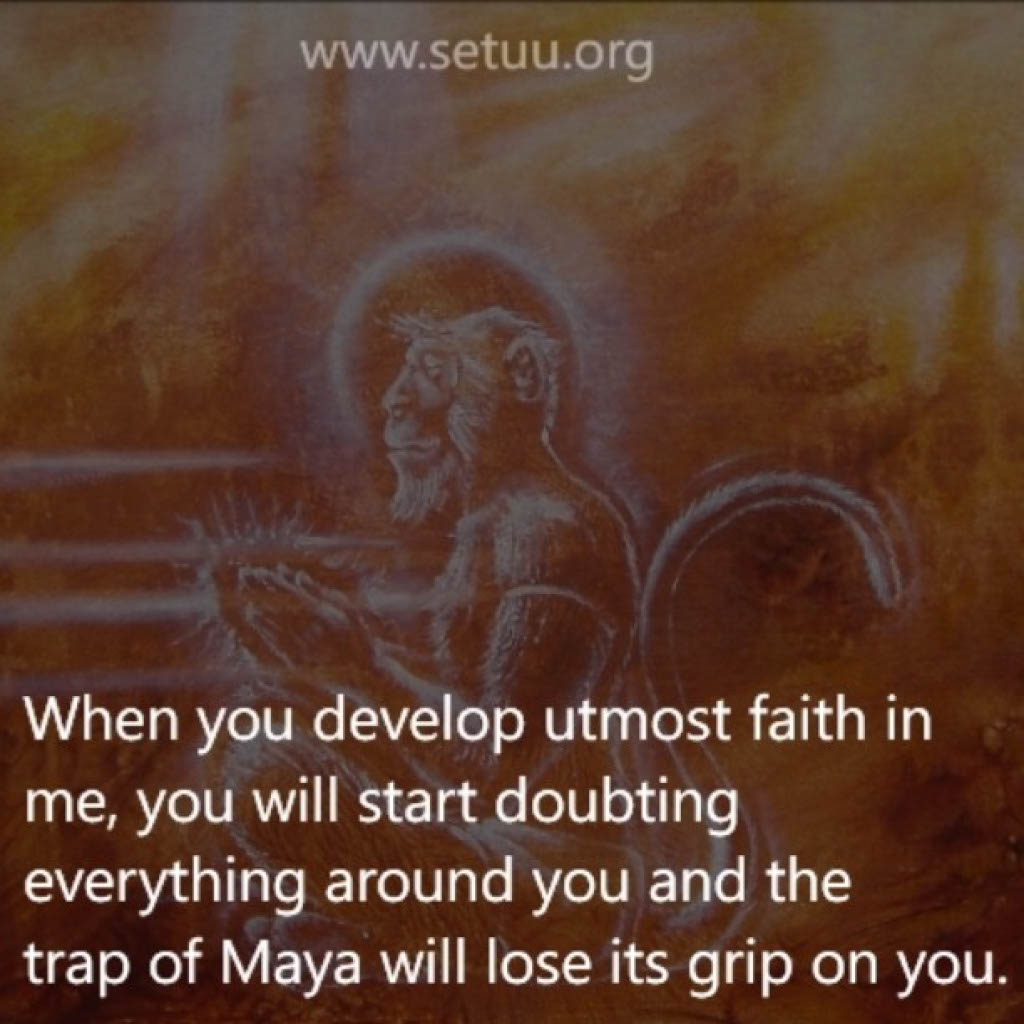 www.setuu.org
When you develop utmost faith in
me, you will start doubting
everything around you and the
trap of Maya will lose its grip on you.